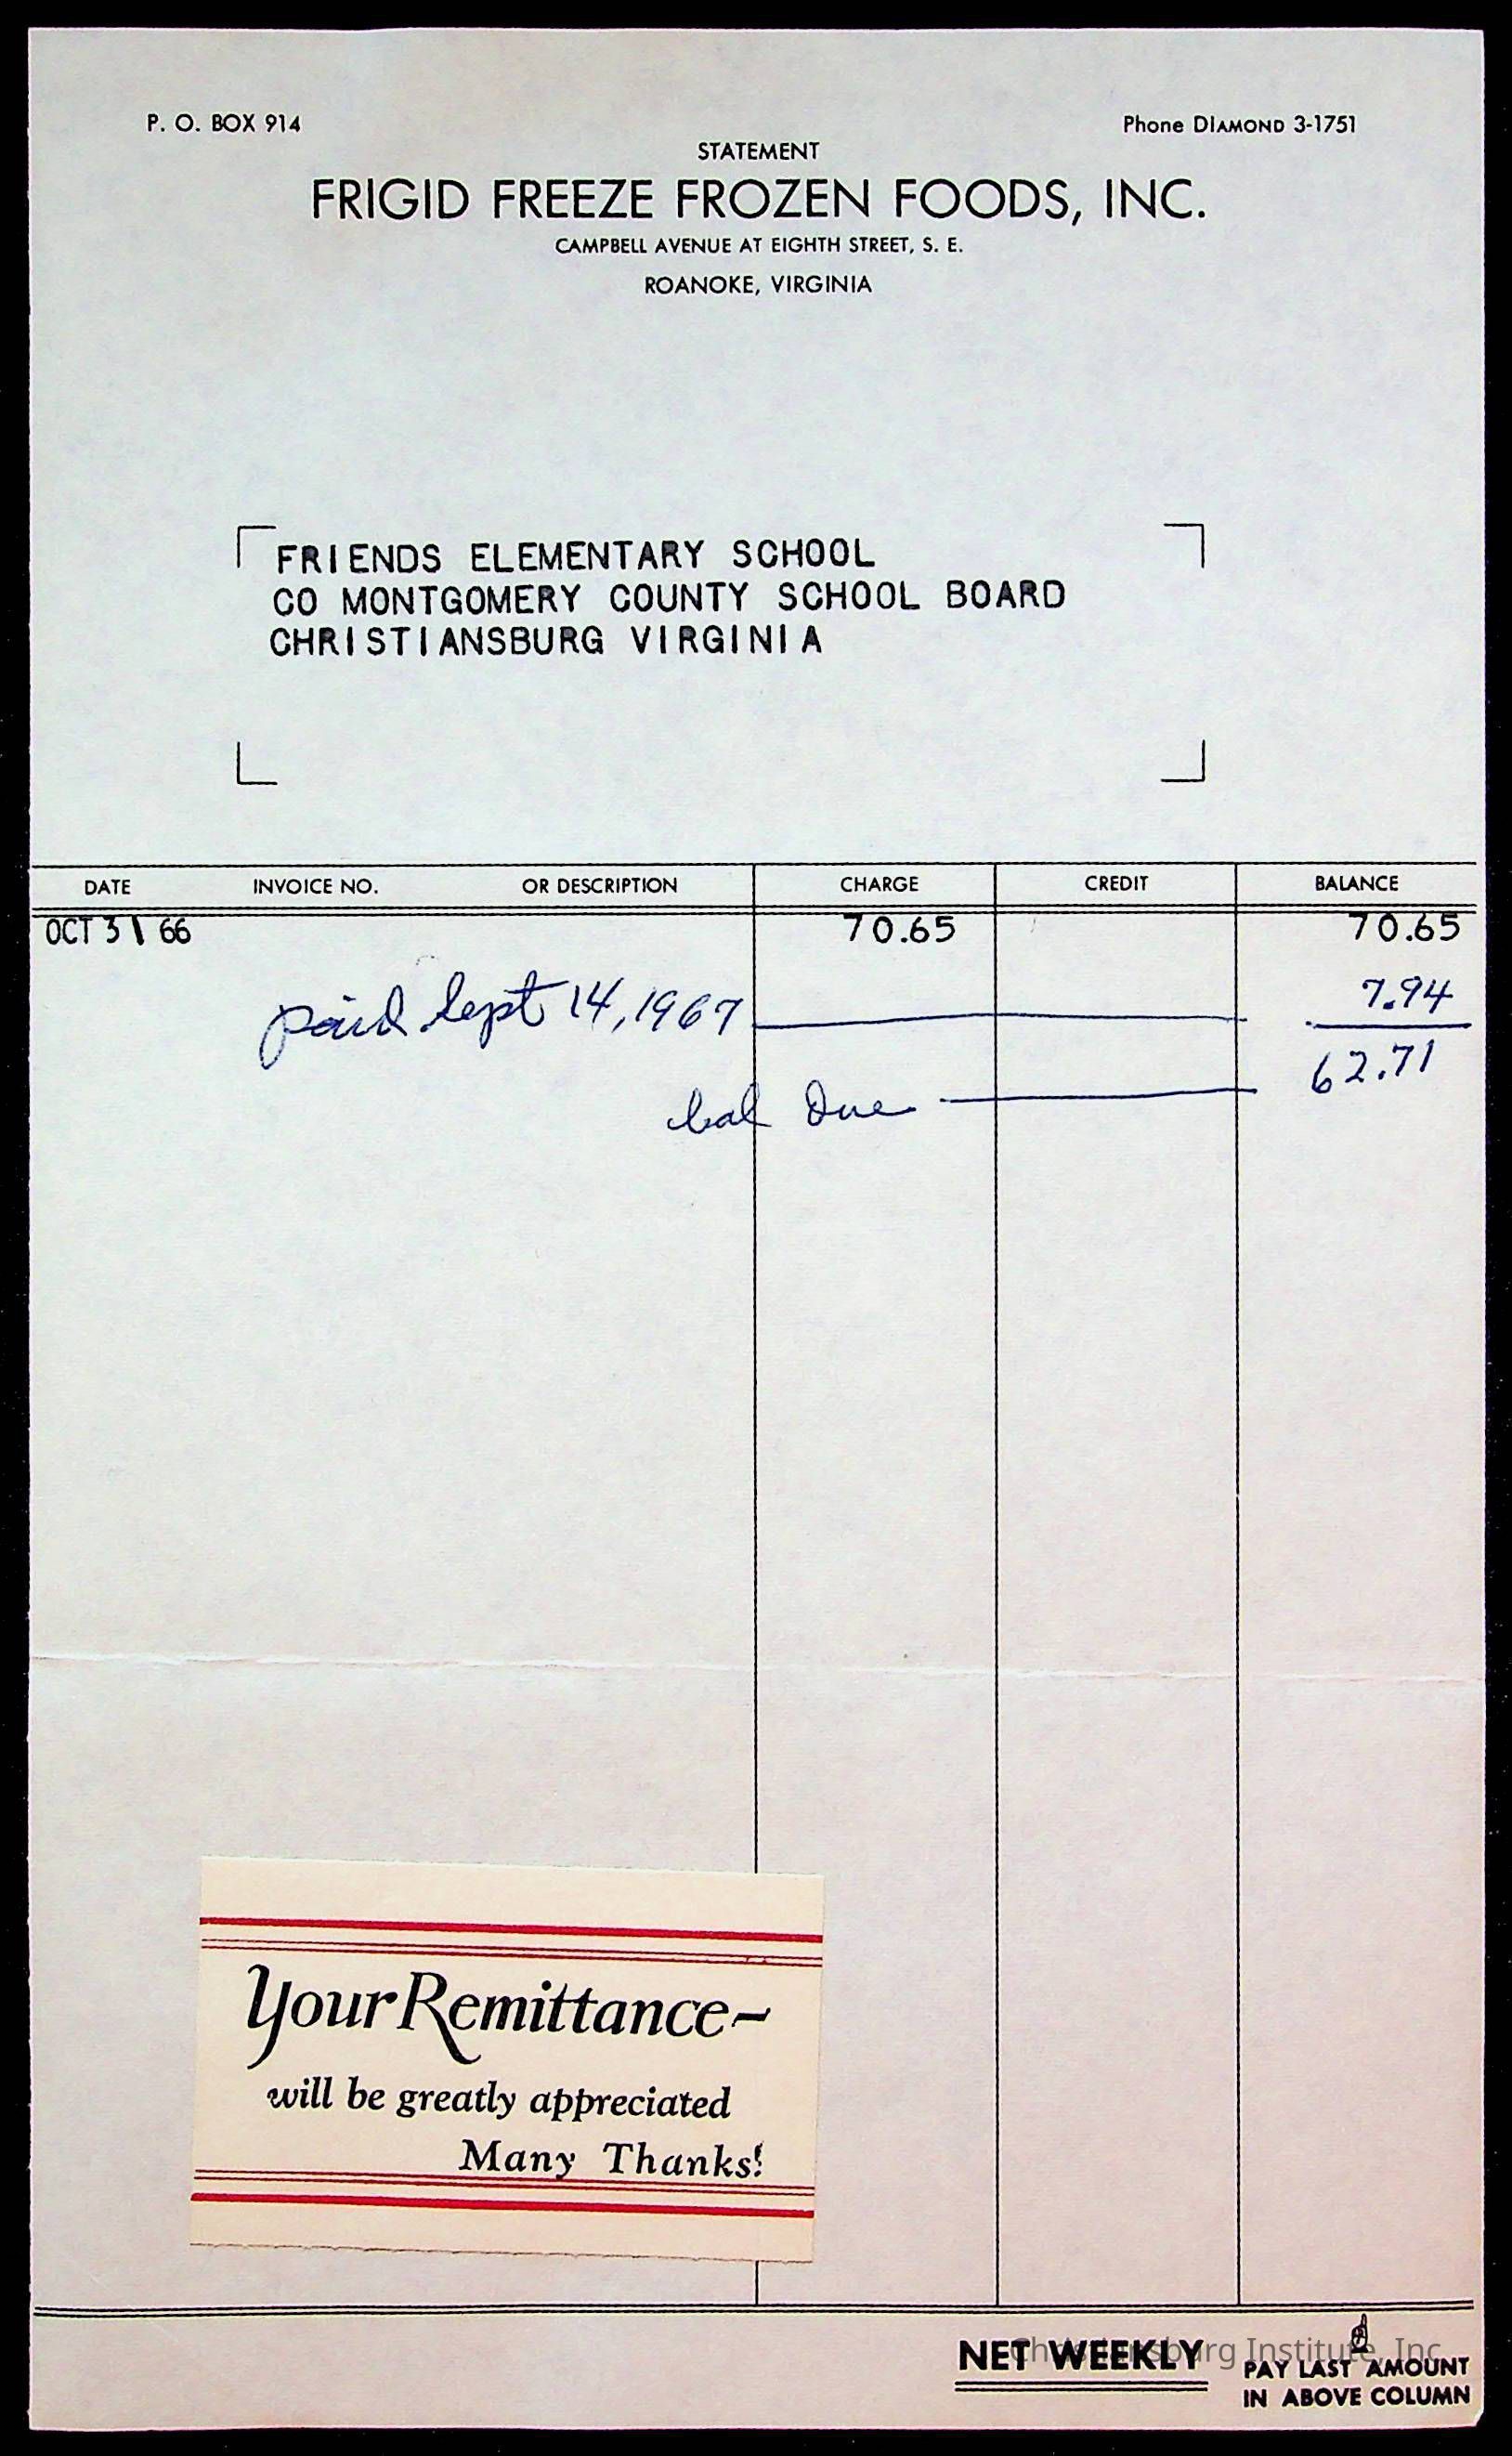 P. O. BOX 914
Phone DIAMOND 3-1751
STATEMENT
FRIGID FREEZE FROZEN FOODS, INC.
CAMPBELL AVENUE AT EIGHTH STREET, S. E.
ROANOKE, VIRGINIA
FRIENDS ELEMENTARY SCHOOL
CO MONTGOMERY COUNTY SCHOOL BOARD
CHRISTIANSBURG VIRGINIA
DATE INVOICE NO. OR DESCRIPTION CHARGE CREDIT BALANCE
OCT 31 66 70.65 70.65
paid Sept 14, 1967 7.94
bal Due 62.71
Your Remittance-
will be greatly appreciated
Many Thanks!
NET WEEKLY
PAY LAST AMOUNT
IN ABOVE COLUMN
Christiansburg Institute, Inc.